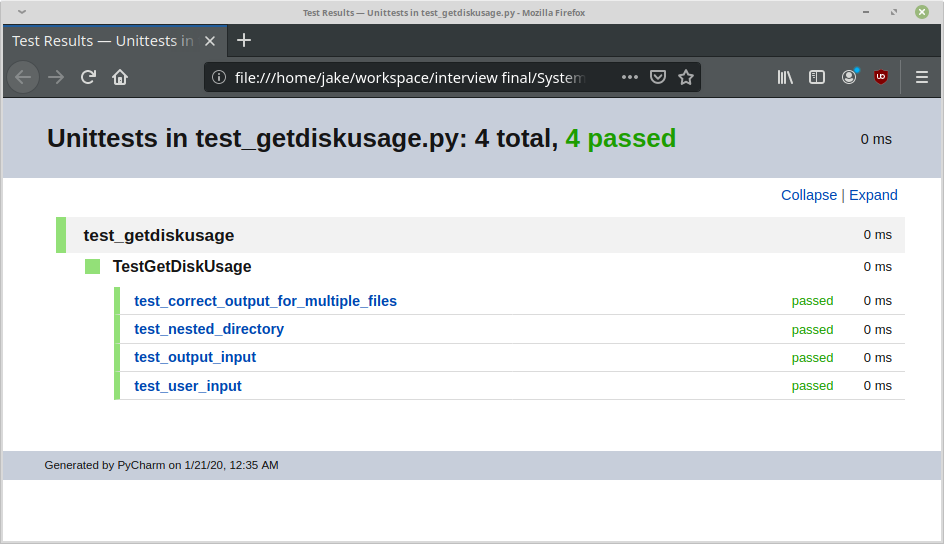 Test Results — Unittests in test_getdiskusage.py - Mozilla Firefox
Test Results — Unittests in
file:///home/jake/workspace/interview final/System
Unittests in test_getdiskusage.py: 4 total, 4 passed 0 ms
Collapse | Expand
test_getdiskusage 0 ms
TestGetDiskUsage 0 ms
test_correct_output_for_multiple_files passed 0 ms
test_nested_directory passed 0 ms
test_output_input passed 0 ms
test_user_input passed 0 ms
Generated by PyCharm on 1/21/20, 12:35 AM